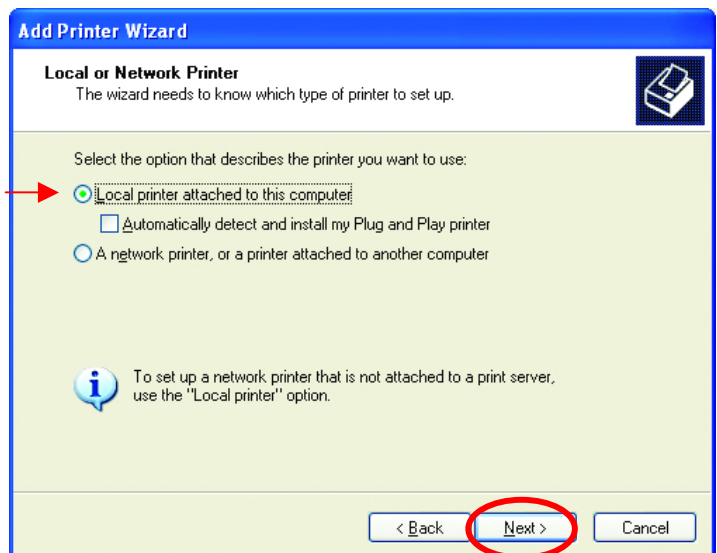 Add Printer Wizard
Local or Network Printer
The wizard needs to know which type of printer to set up.
Select the option that describes the printer you want to use:
Local printer attached to this computer
Automatically detect and install my Plug and Play printer
A network printer, or a printer attached to another computer
To set up a network printer that is not attached to a print server,
use the "Local printer" option.
< Back Next > Cancel